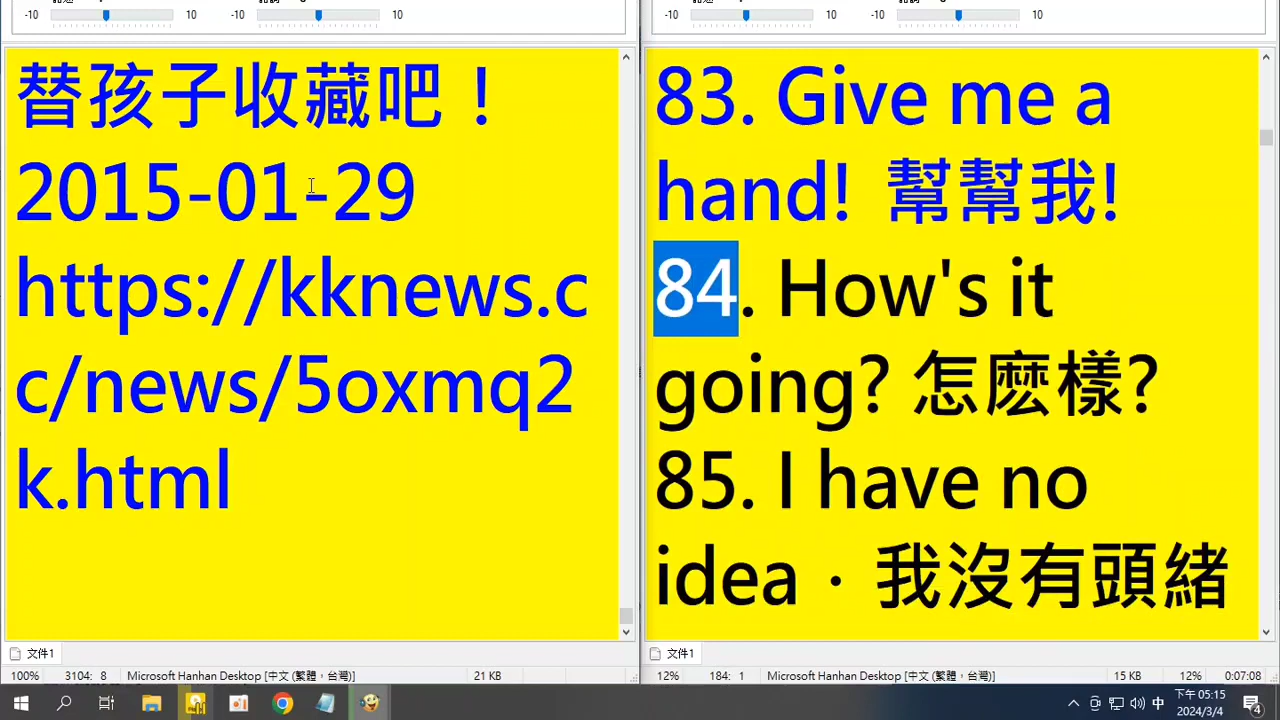 -10
10
-10
10
-10
10
-10
10
替孩子收藏吧！
2015-01-29
https://kknews.c
c/news/5oxmq2
k.html
83. Give me a
hand!  幫幫我!
84. How's it
going? 怎麼樣?
85. I have no
idea．我沒有頭緒
文件1
文件1
100%
3104: 8
Microsoft Hanhan Desktop [中文 (繁體，台灣)]
21 KB
12%
184: 1
Microsoft Hanhan Desktop [中文 (繁體，台灣)]
15 KB
12%
0:07:08
中
下午 05:15
2024/3/4
4